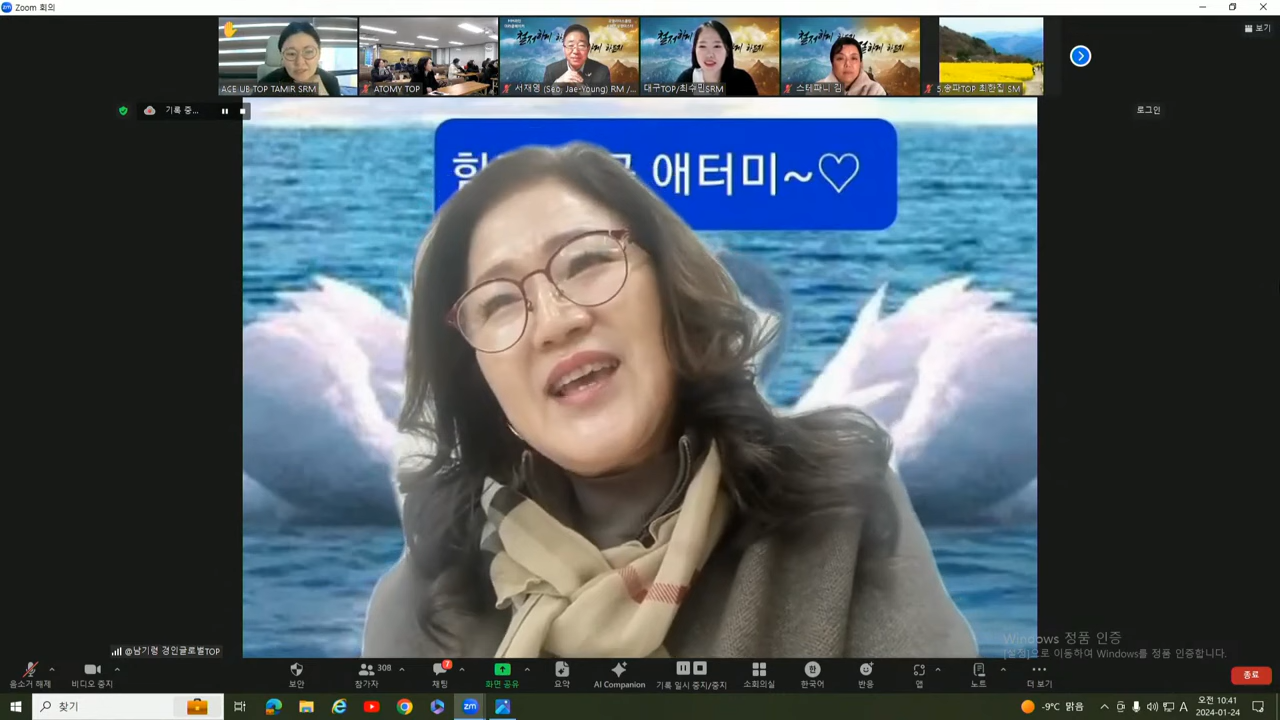 Zoom 회의
보기
ACE UB TOP TAMIR SRM
ATOMY TOP
서재영 (Seo, Jae-Young) RM /
대구TOP/최수민SRM
스테파니 김
5 송파TOP 최한집 SM
기록 중...
로그인
애터미~♡
@남기령 경인글로벌TOP
Windows 정품 인증
[설정]으로 이동하여 Windows를 정품 인증합니다.
308
7
음소거 해제
비디오 중지
보안
참가자
채팅
화면 공유
요약
AI Companion
기록 일시 중지/중지
소회의실
한국어
반응
앱
노트
더 보기
종료
찾기
-9°C 맑음
A
오전 10:41
2024-01-24